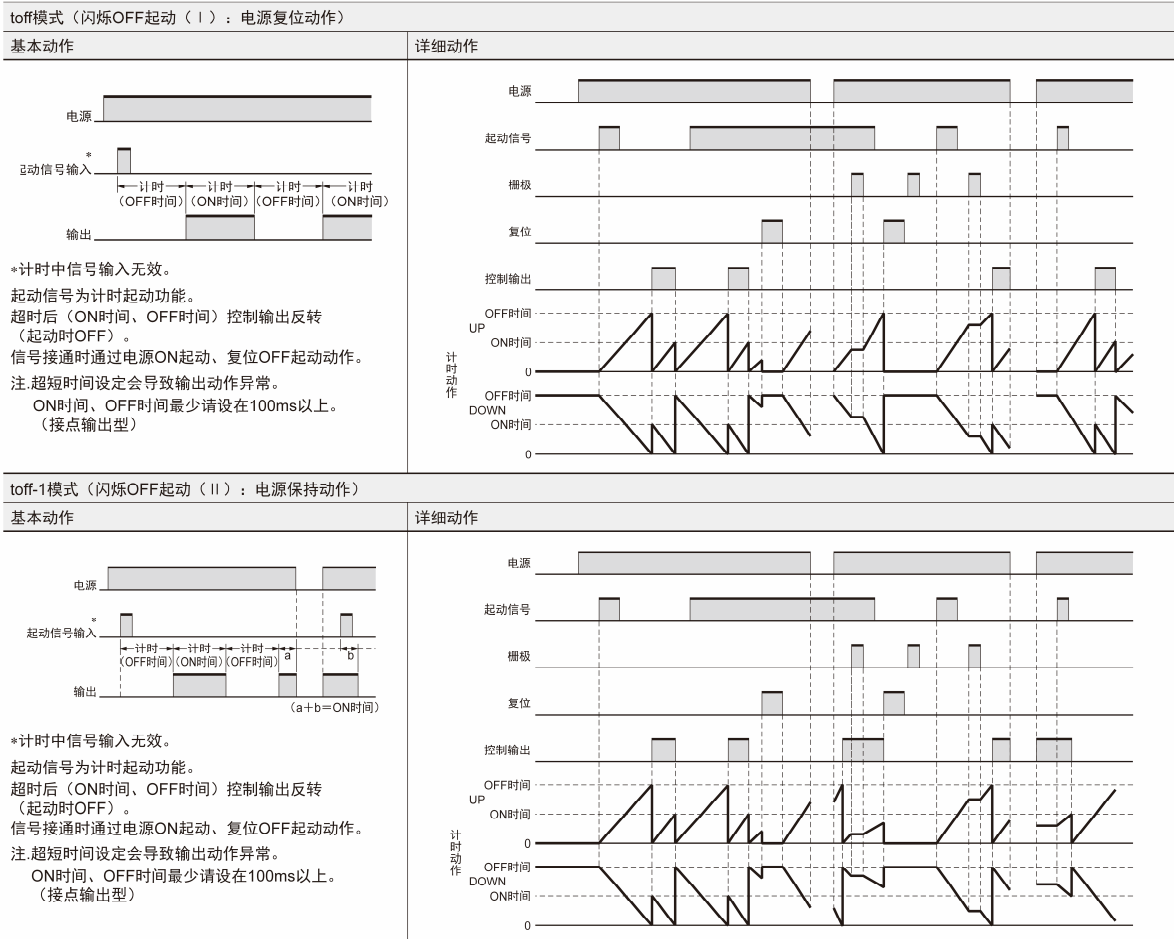 toff模式（闪烁OFF起动（Ⅰ）：电源复位动作）
基本动作
详细动作
电源
*
起动信号输入
计时
计时
计时
计时
（OFF时间）
（ON时间）
（OFF时间）
（ON时间）
输出
*计时中信号输入无效。
起动信号为计时起动功能。
超时后（ON时间、OFF时间）控制输出反转
（起动时OFF）。
信号接通时通过电源ON起动、复位OFF起动动作。
注.超短时间设定会导致输出动作异常。
ON时间、OFF时间最少请设在100ms以上。
（接点输出型）
电源
起动信号
栅极
复位
控制输出
OFF时间
UP
ON时间
0
计时动作
OFF时间
DOWN
ON时间
0
toff-1模式（闪烁OFF起动（Ⅱ）：电源保持动作）
基本动作
详细动作
电源
*
起动信号输入
计时
计时
计时
a
b
（OFF时间）
（ON时间）
（OFF时间）
输出
（a＋b＝ON时间）
*计时中信号输入无效。
起动信号为计时起动功能。
超时后（ON时间、OFF时间）控制输出反转
（起动时OFF）。
信号接通时通过电源ON起动、复位OFF起动动作。
注.超短时间设定会导致输出动作异常。
ON时间、OFF时间最少请设在100ms以上。
（接点输出型）
电源
起动信号
栅极
复位
控制输出
OFF时间
UP
ON时间
0
计时动作
OFF时间
DOWN
ON时间
0